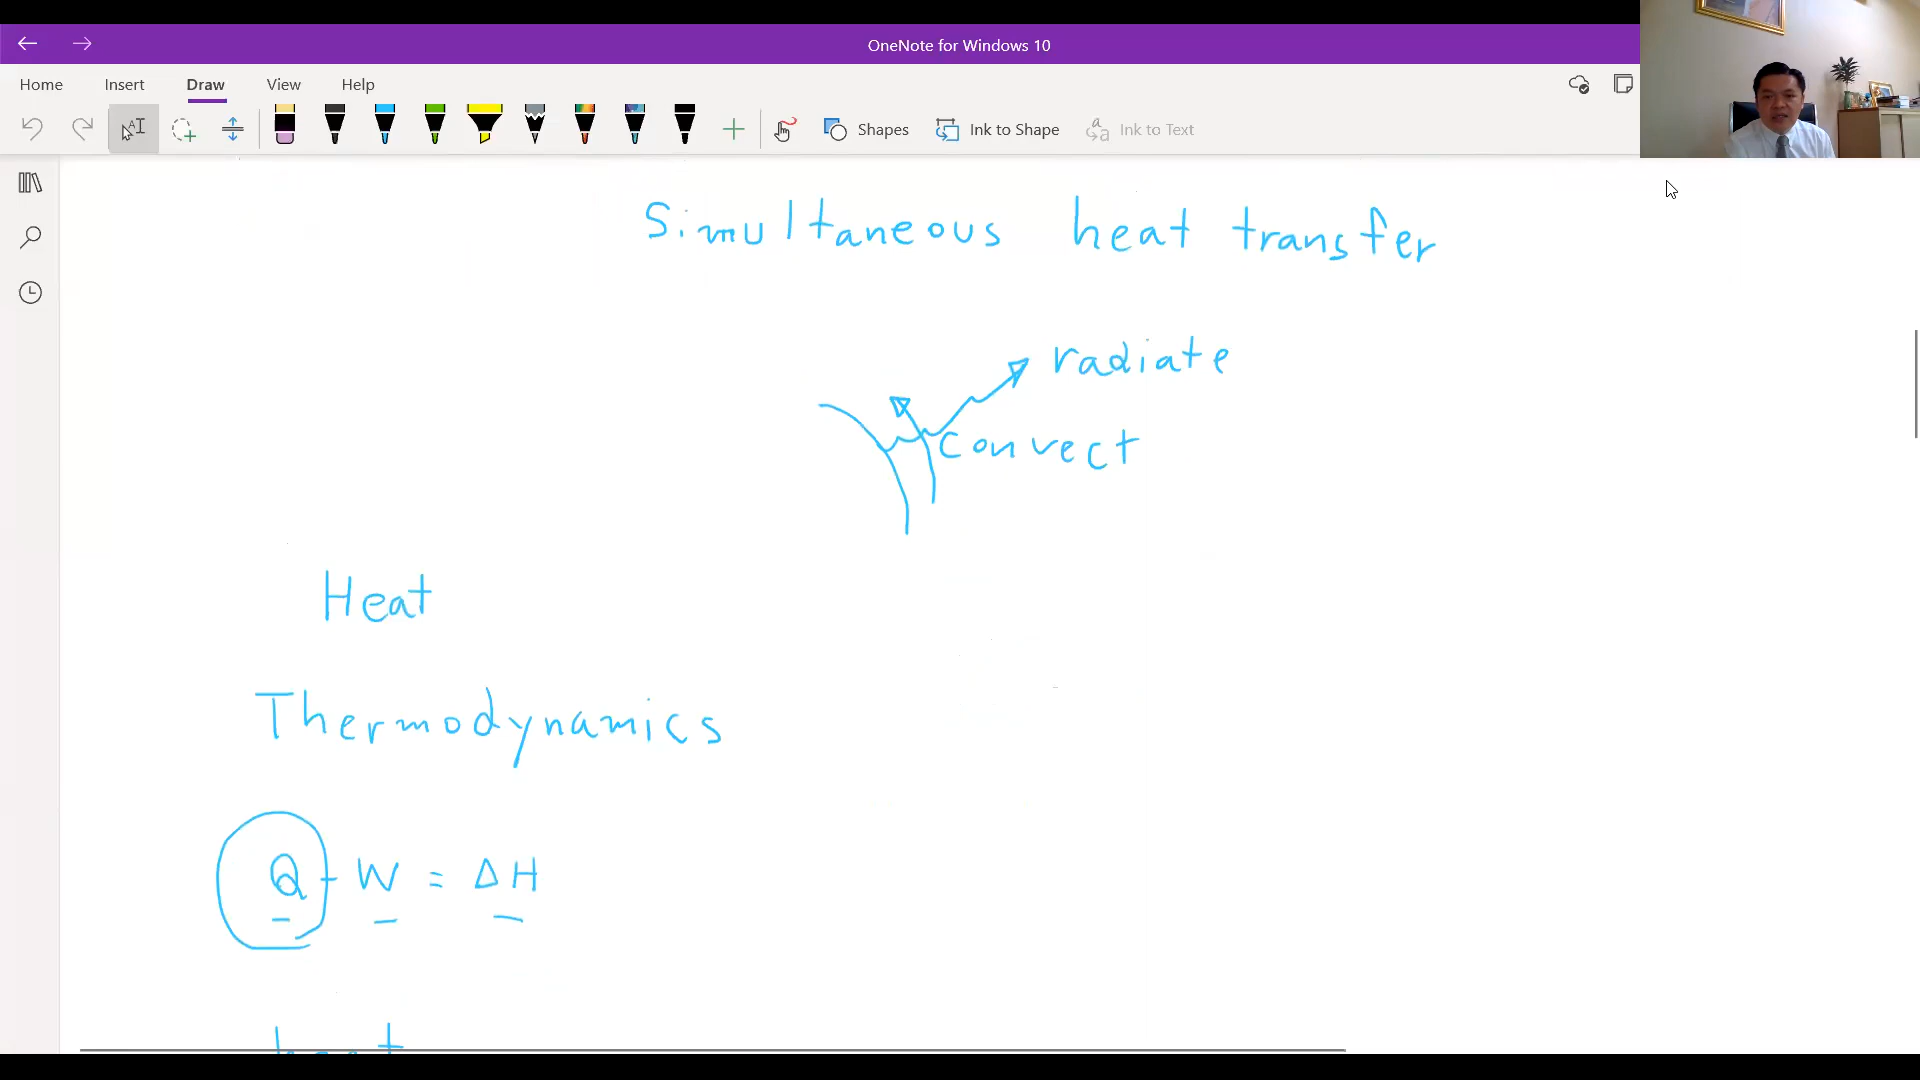 OneNote for Windows 10
Home Insert Draw View Help
Shapes Ink to Shape Ink to Text
Simultaneous heat transfer
radiate
convect
Heat
Thermodynamics
Q - W = Δ H
heat